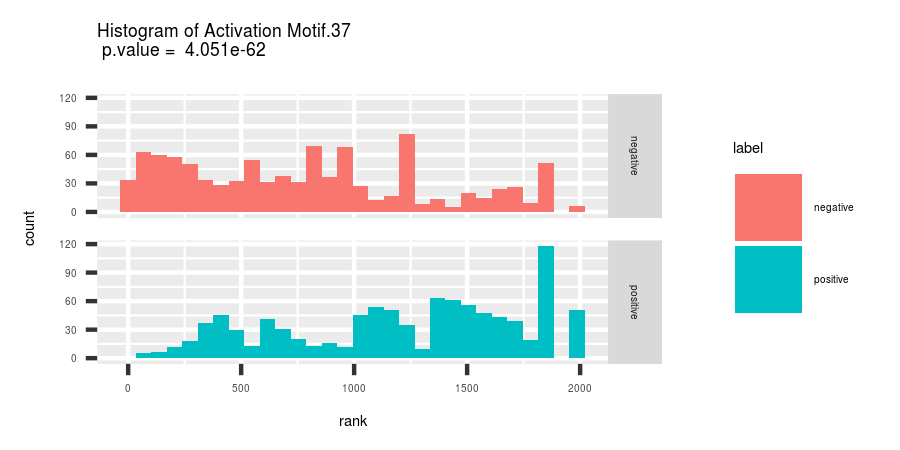 Histogram of Activation Motif.37
p.value = 4.051e-62
count
120
90
60
30
0
negative
120
90
60
30
0
positive
0 500 1000 1500 2000
rank
label
negative
positive